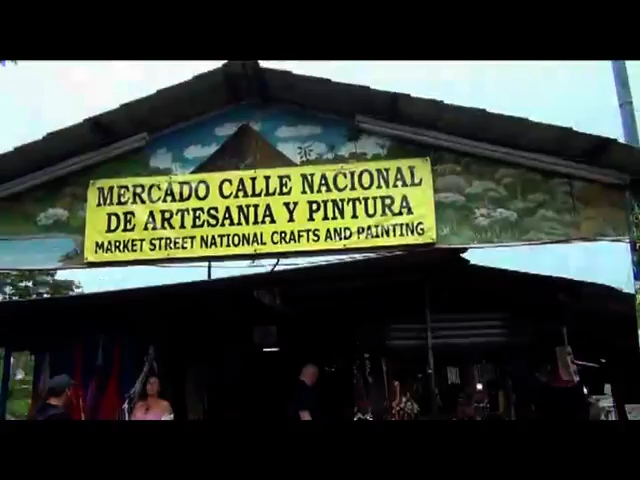 MERCADO CALLE NACIONAL
DE ARTESANIA Y PINTURA
MARKET STREET NATIONAL CRAFTS AND PAINTING